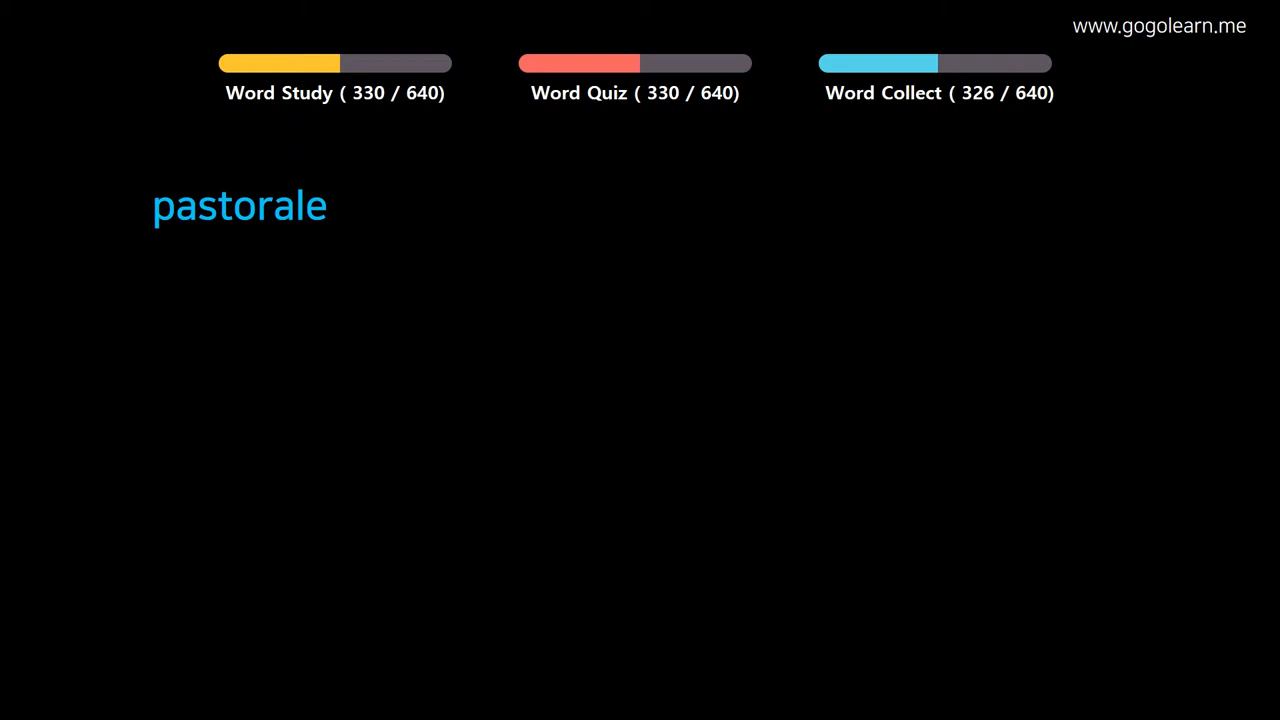 www.gogolearn.me
Word Study ( 330 / 640)
Word Quiz ( 330 / 640)
Word Collect ( 326 / 640)
pastorale